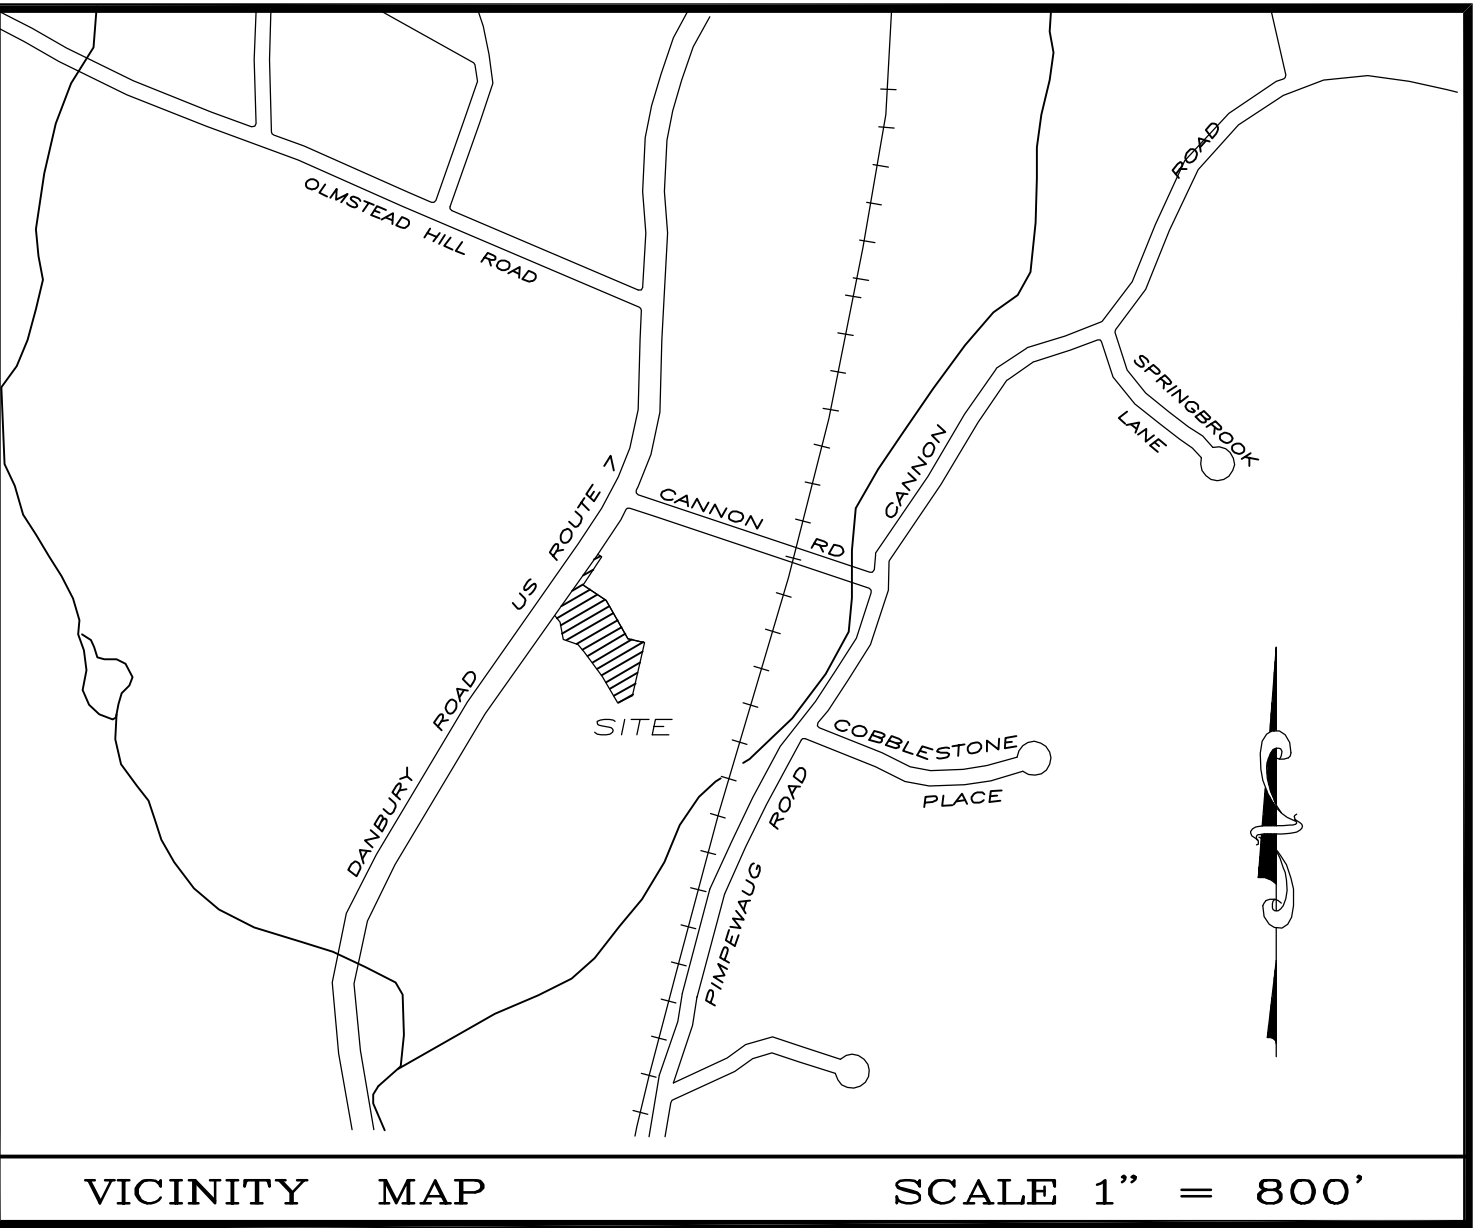 ROAD
OLMSTEAD HILL ROAD
SPRINGBROOK
LANE
CANNON
US ROUTE 7
CANNON RD
DANBURY ROAD
SITE
COBBLESTONE
PLACE
PIMPEWAUG ROAD
VICINITY MAP
SCALE 1" = 800'